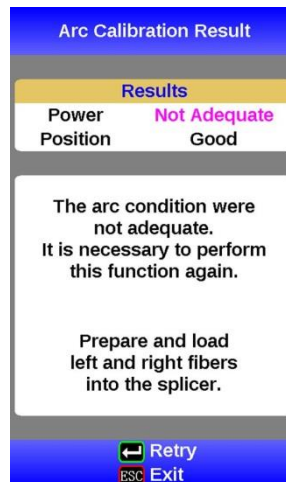 Arc Calibration Result
Results
Power Not Adequate
Position Good
The arc condition were
not adequate.
It is necessary to perform
this function again.
Prepare and load
left and right fibers
into the splicer.
Retry
ESC Exit